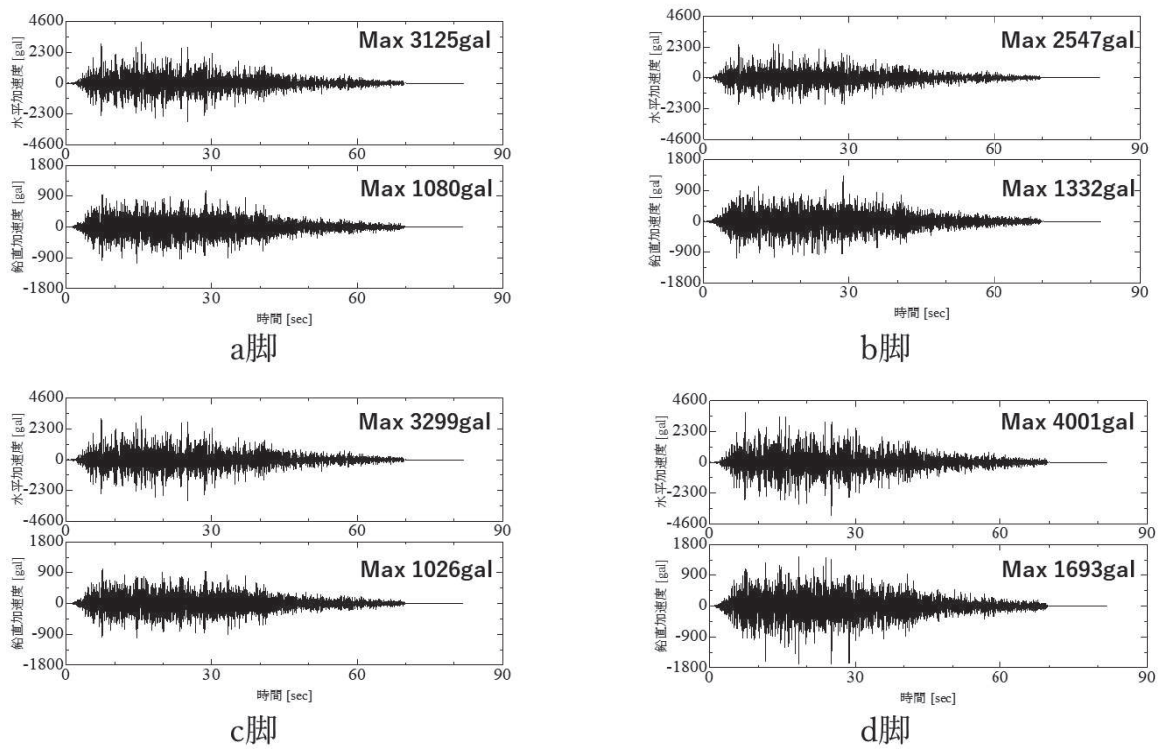 4600
2300
0
-2300
-4600
水平加速度 [gal]
Max 3125gal
0 30 60 90
1800
900
0
-900
-1800
鉛直加速度 [gal]
Max 1080gal
0 30 60 90
時間 [sec]
a脚
4600
2300
0
-2300
-4600
水平加速度 [gal]
Max 2547gal
0 30 60 90
1800
900
0
-900
-1800
鉛直加速度 [gal]
Max 1332gal
0 30 60 90
時間 [sec]
b脚
4600
2300
0
-2300
-4600
水平加速度 [gal]
Max 3299gal
0 30 60 90
1800
900
0
-900
-1800
鉛直加速度 [gal]
Max 1026gal
0 30 60 90
時間 [sec]
c脚
4600
2300
0
-2300
-4600
水平加速度 [gal]
Max 4001gal
0 30 60 90
1800
900
0
-900
-1800
鉛直加速度 [gal]
Max 1693gal
0 30 60 90
時間 [sec]
d脚